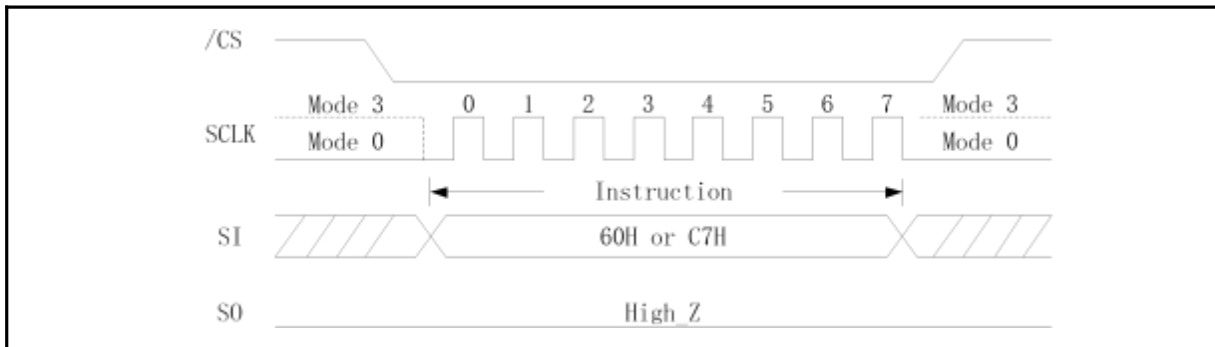 /CS
Mode 3 0 1 2 3 4 5 6 7 Mode 3
SCLK
Mode 0 Mode 0
Instruction
SI 60H or C7H
SO High_Z